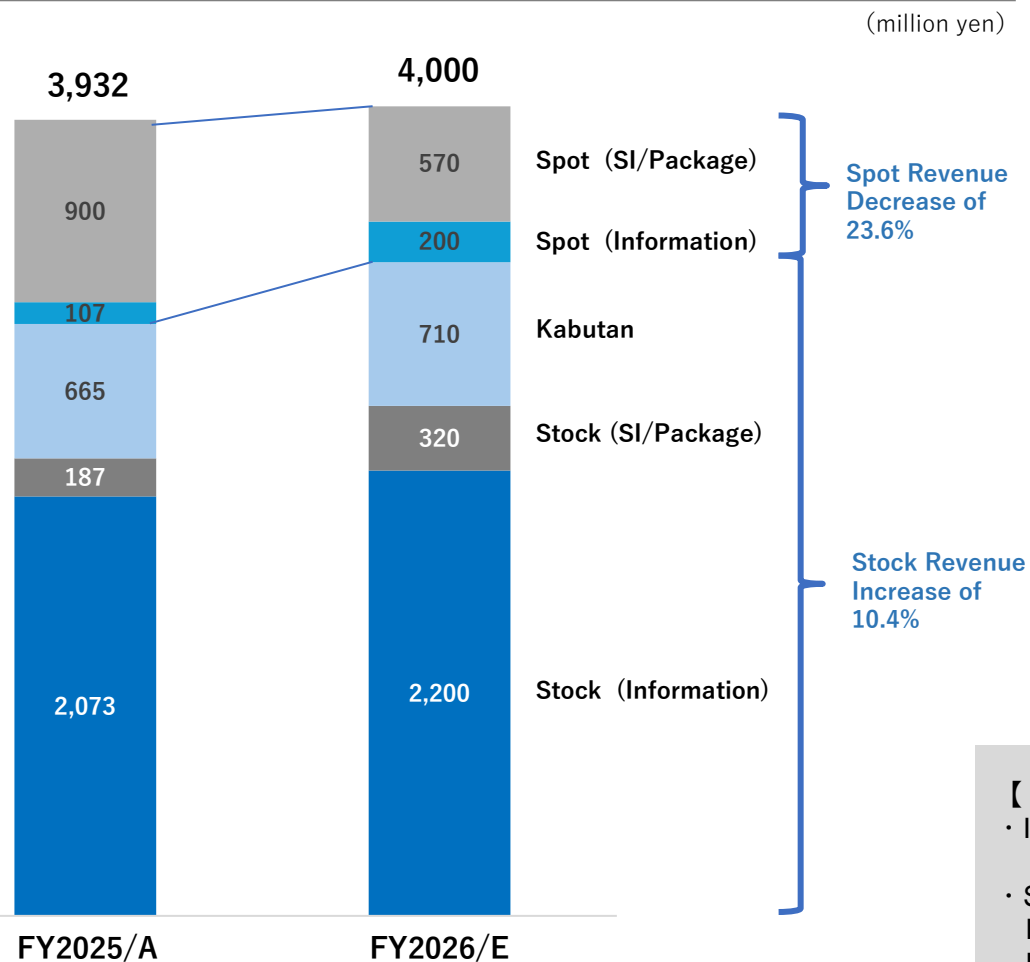 (million yen)
3,932
4,000
900
107
665
187
2,073
570
200
710
320
2,200
Spot（SI/Package)
Spot（Information)
Kabutan
Stock (SI/Package)
Stock（Information)
Spot Revenue
Decrease of
23.6%
Stock Revenue
Increase of
10.4%
FY2025/A
FY2026/E
【
・
・S